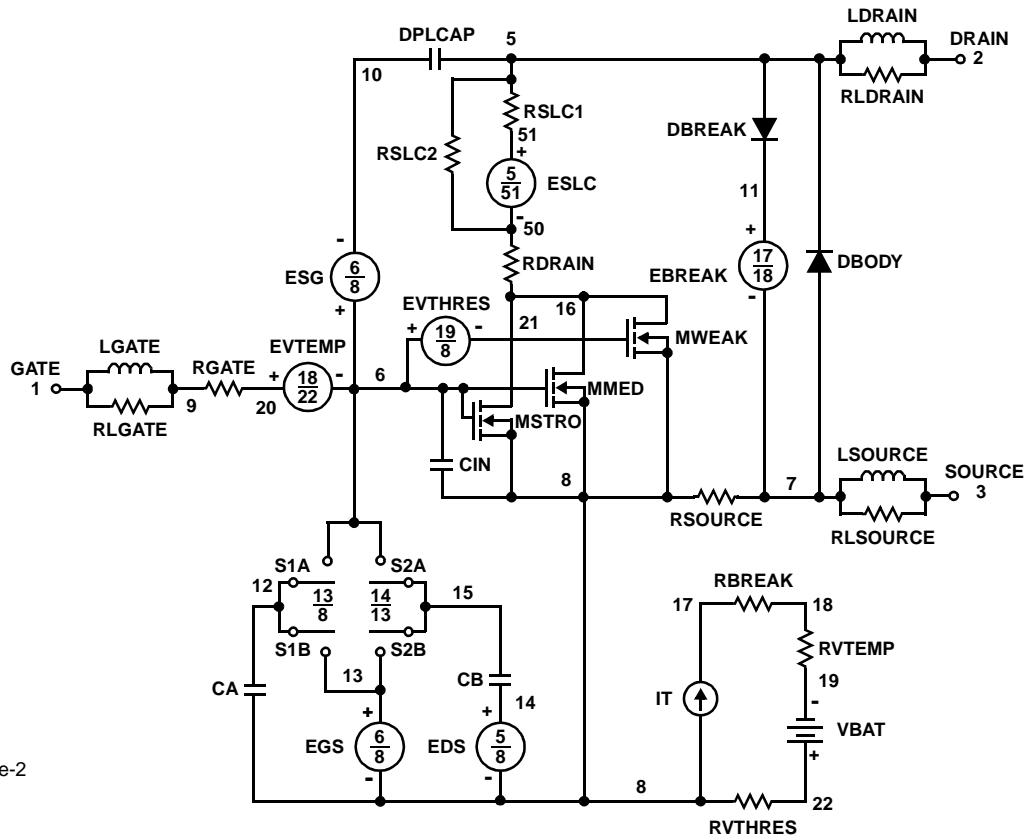 LDRAIN
DPLCAP
5
DRAIN
2
10
RLDRAIN
RSLC1
DBREAK
51
+
RSLC2
5
51
ESLC
11
-
50
-
+
17
18
EBREAK
-
DBODY
RDRAIN
6
8
ESG
+
EVTHRES
16
+
19
8
-
21
MWEAK
LGATE
EVTEMP
GATE
1
RGATE
+
18
22
-
6
MMED
9
20
RLGATE
MSTRO
LSOURCE
CIN
8
7
SOURCE
3
RSOURCE
RLSOURCE
S1A
S2A
12
13
8
14
13
15
RBREAK
17
18
S1B
S2B
RVTEMP
13
CB
CA
19
14
IT
-
+
+
VBAT
EGS
6
8
EDS
5
8
+
-
-
8
22
RVTHRES
e-2